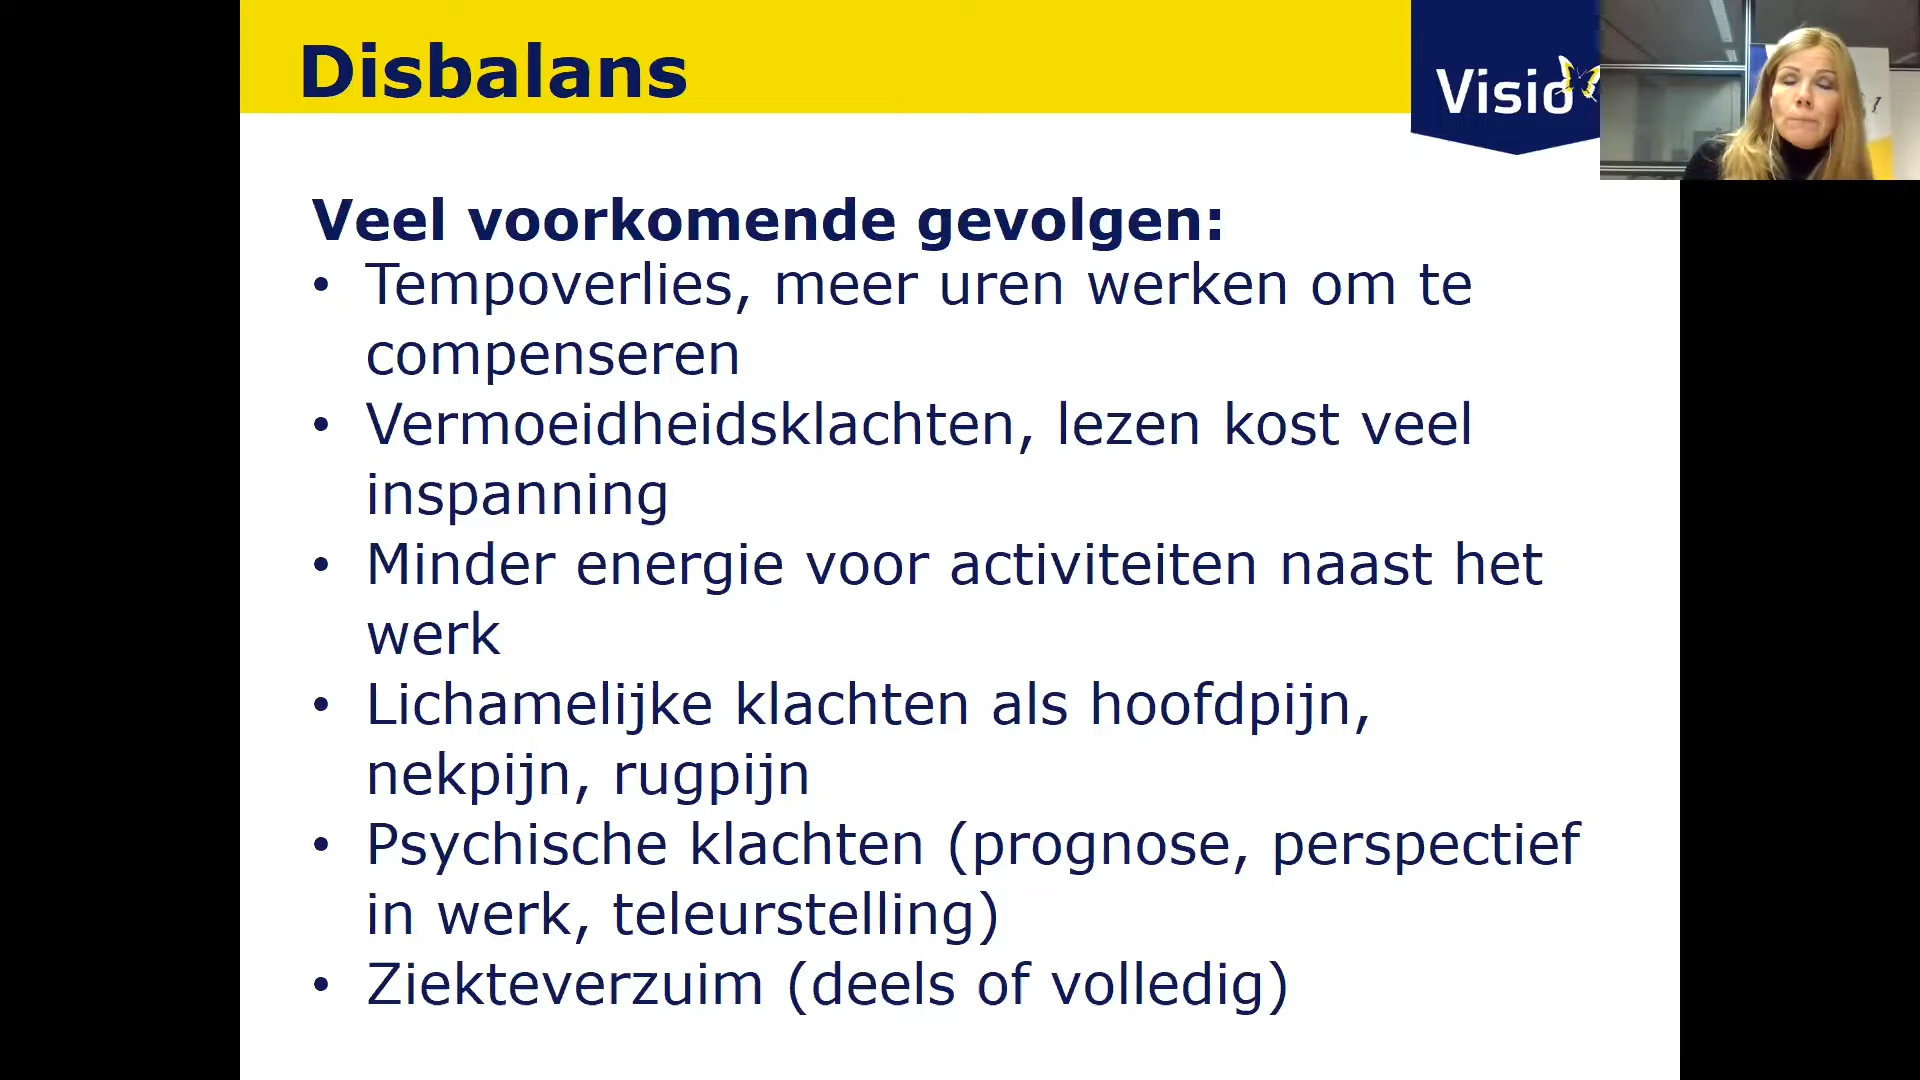 Disbalans
Visio
Veel voorkomende gevolgen:
• Tempoverlies, meer uren werken om te
compenseren
• Vermoeidheidsklachten, lezen kost veel
inspanning
• Minder energie voor activiteiten naast het
werk
• Lichamelijke klachten als hoofdpijn,
nekpijn, rugpijn
• Psychische klachten (prognose, perspectief
in werk, teleurstelling)
• Ziekteverzuim (deels of volledig)